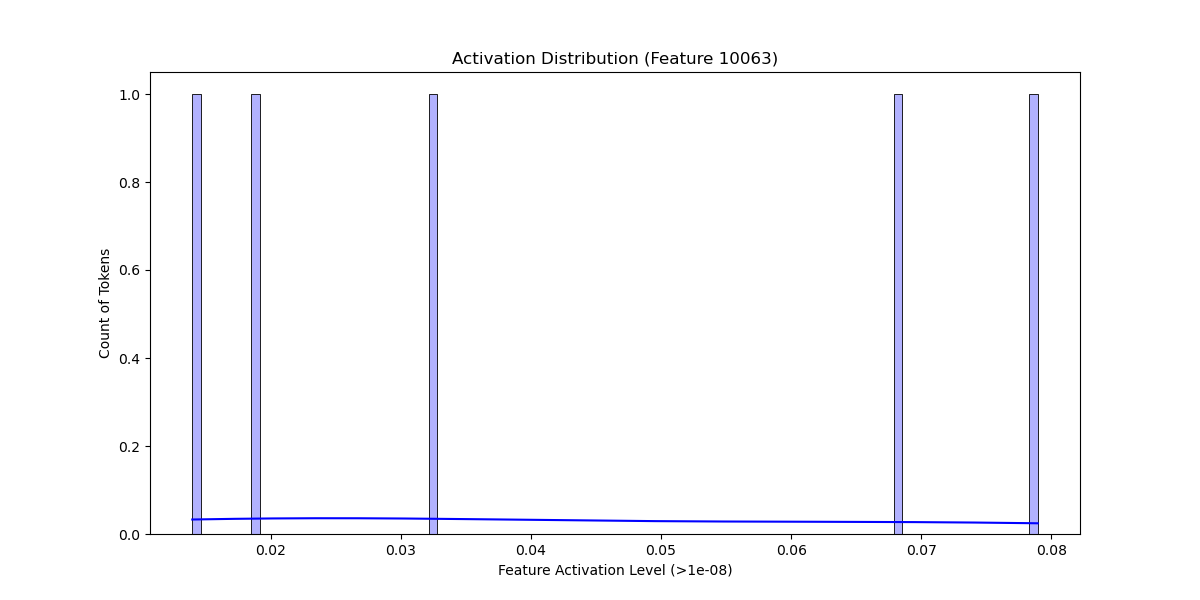 Activation Distribution (Feature 10063)
1.0
0.8
0.6
0.4
0.2
0.0
Count of Tokens
0.02 0.03 0.04 0.05 0.06 0.07 0.08
Feature Activation Level (>1e-08)